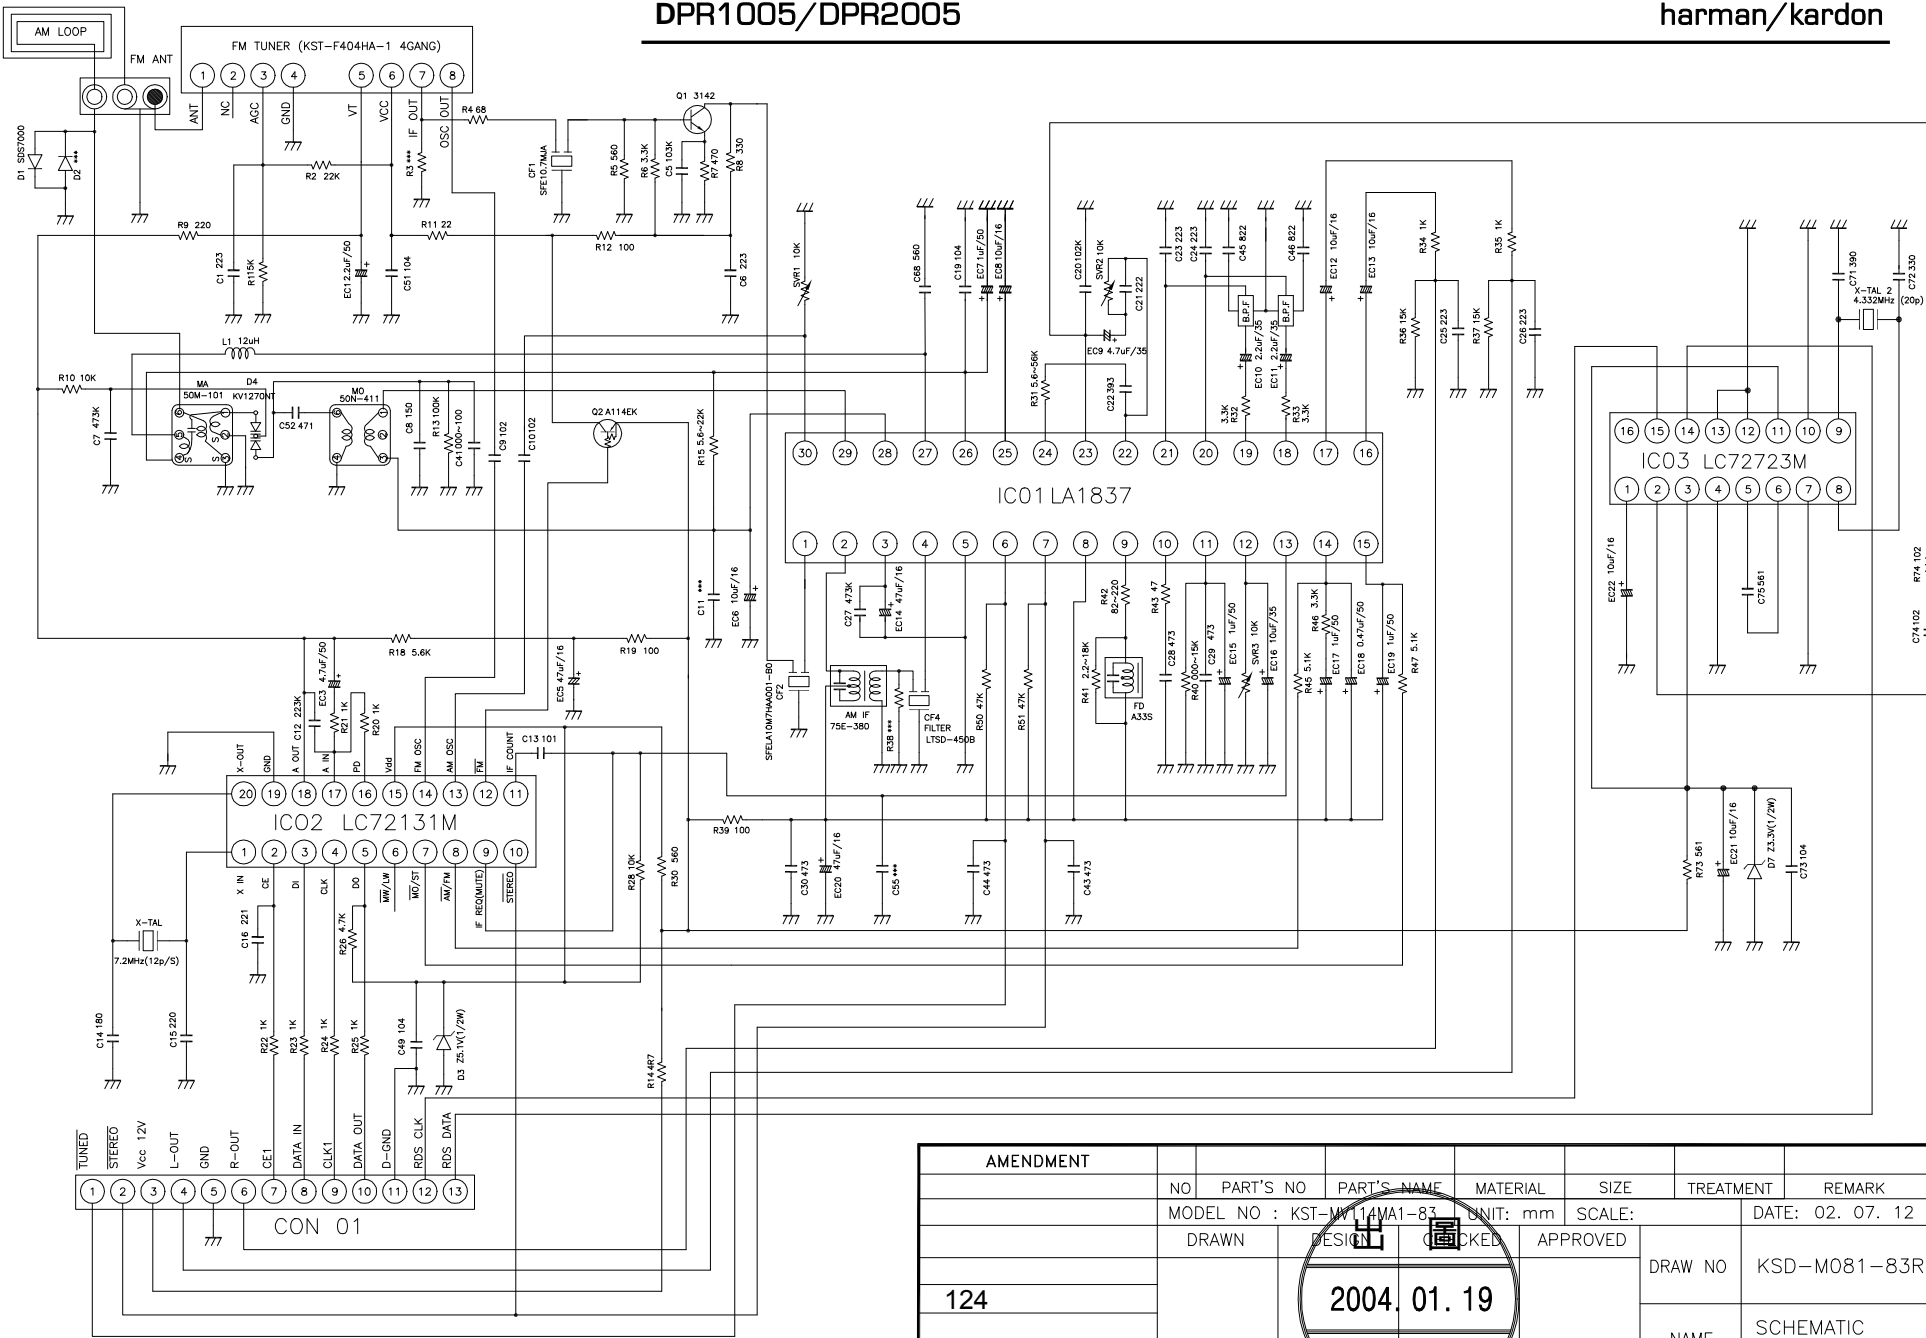 DPR1005/DPR2005
harman/kardon
AM LOOP
FM ANT
FM TUNER (KST-F404HA-1 4GANG)
1 2 3 4 5 6 7 8
ANT
NC
AGC
GND
VT
VCC
IF OUT
OSC OUT
D1 SDS7000
D2 ***
R2 22K
R3 ***
R4 68
CF1
SFE10.7MJA
R5 560
R6 3.3K
C5 103K
Q1 3142
R7 470
R8 330
R9 220
C1 223
R1 15K
EC1 2.2uF/50
C51 104
R11 22
R12 100
C6 223
L1 12uH
R10 10K
C7 473K
MA
50M-101
D4
KV1270NT
C52 471
MO
50N-411
C8 150
R13 100K
C41 000~100
C9 102
C10 102
Q2 A114EK
R15 5.6~22K
SVR1 10K
C68 560
C19 104
EC7 1uF/50
EC8 10uF/16
C20 102K
SVR2 10K
C21 222
EC9 4.7uF/35
R31 5.6~56K
C22 393
C23 223
C24 223
C45 822
C46 822
B.P.F
B.P.F
EC10 2.2uF/35
EC11 2.2uF/35
3.3K
R32
R33
3.3K
EC12 10uF/16
EC13 10uF/16
R34 1K
R35 1K
R36 15K
C25 223
R37 15K
C26 223
C71 390
C72 330
X-TAL 2
4.332MHz (20p)
30 29 28 27 26 25 24 23 22 21 20 19 18 17 16
IC01 LA1837
1 2 3 4 5 6 7 8 9 10 11 12 13 14 15
16 15 14 13 12 11 10 9
IC03 LC72723M
1 2 3 4 5 6 7 8
EC22 10uF/16
C75 561
R74 102
C74 102
C11 ***
EC6 10uF/16
C27 473K
EC14 47uF/16
R42
82~220
R43 47
C28 473
R40 000~15K
C29 473
EC15 1uF/50
SVR3 10K
EC16 10uF/35
R45 5.1K
R46 3.3K
EC17 1uF/50
EC18 0.47uF/50
EC19 1uF/50
R47 5.1K
R18 5.6K
R19 100
EC5 47uF/16
SFELA10M7HAA001-B0
CF2
AM IF
75E-380
R38 ***
CF4
FILTER
LTSD-450B
R50 47K
R51 47K
R41 2.2~18K
FD
A33S
C12 223K
EC3 4.7uF/50
R21 1K
R20 1K
C13 101
X-OUT
GND
A OUT
A IN
PD
Vdd
FM OSC
AM OSC
FM
IF COUNT
20 19 18 17 16 15 14 13 12 11
IC02 LC72131M
1 2 3 4 5 6 7 8 9 10
X IN
CE
DI
CLK
DO
MW/LW
MO/ST
AM/FM
IF REQ(MUTE)
STEREO
R39 100
R28 10K
R30 560
C30 473
EC20 47uF/16
C55 ***
C44 473
C43 473
R73 561
EC21 10uF/16
D7 Z3.3V(1/2W)
C73 104
X-TAL
7.2MHz(12p/S)
C16 221
R26 4.7K
C14 180
C15 220
R22 1K
R23 1K
R24 1K
R25 1K
C49 104
D3 Z5.1V(1/2W)
R14 4R7
TUNED
STEREO
Vcc 12V
L-OUT
GND
R-OUT
CE1
DATA IN
CLK1
DATA OUT
D-GND
RDS CLK
RDS DATA
1 2 3 4 5 6 7 8 9 10 11 12 13
CON 01
AMENDMENT
NO PART'S NO PART'S NAME MATERIAL SIZE TREATMENT REMARK
MODEL NO : KST-MV114MA1-83 UNIT: mm SCALE: DATE: 02. 07. 12
DRAWN DESIGN CHECKED APPROVED
出 圖
DRAW NO KSD-M081-83R
124
2004. 01. 19
NAME SCHEMATIC